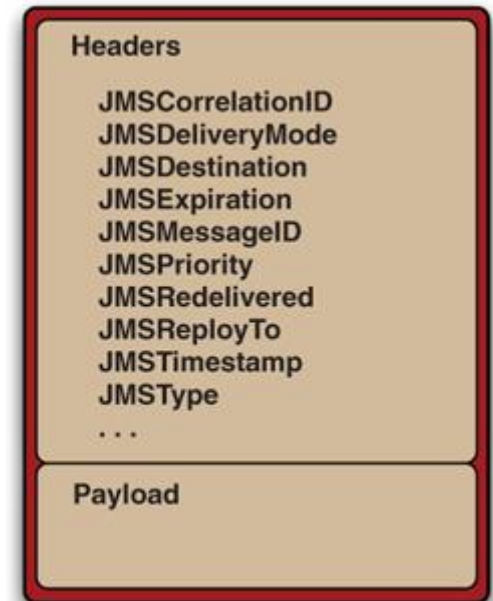 Headers
JMSCorrelationID
JMSDeliveryMode
JMSDestination
JMSExpiration
JMSMessageID
JMSPriority
JMSRedelivered
JMSReployTo
JMSTimestamp
JMSType
. . .
Payload